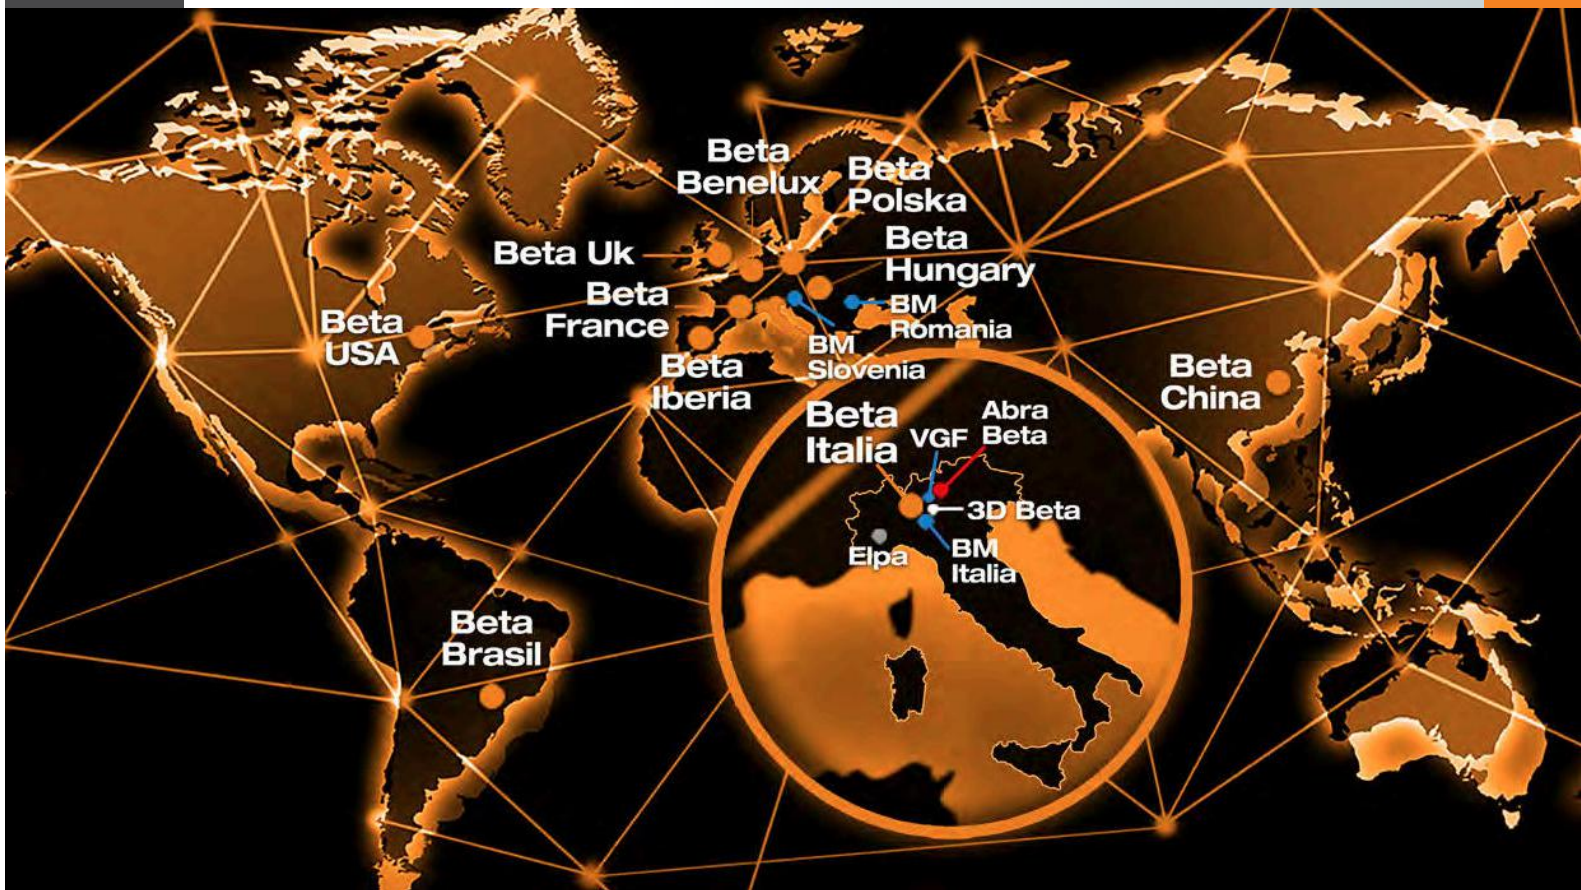 Beta
Benelux
Beta
Polska
Beta Uk
Beta
Hungary
Beta
France
BM
Romania
Beta
USA
BM
Slovenia
Beta
Iberia
Beta
China
Beta
Italia
VGF
Abra
Beta
3D Beta
Elpa
BM
Italia
Beta
Brasil